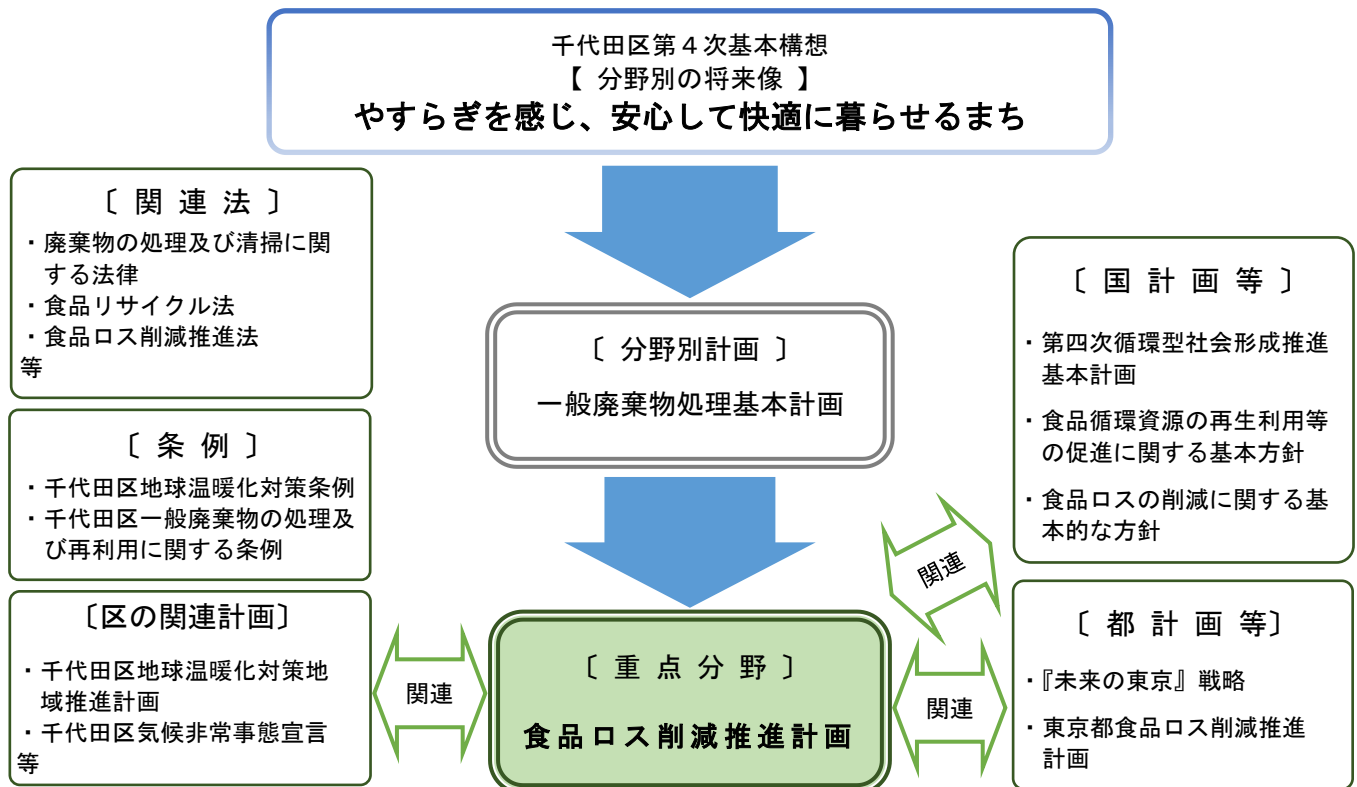 千代田区第４次基本構想
【 分野別の将来像 】
やすらぎを感じ、安心して快適に暮らせるまち
〔 関 連 法 〕
・廃棄物の処理及び清掃に関
する法律
・食品リサイクル法
・食品ロス削減推進法
等
〔 条 例 〕
・千代田区地球温暖化対策条例
・千代田区一般廃棄物の処理及
び再利用に関する条例
〔区の関連計画〕
・千代田区地球温暖化対策地
域推進計画
・千代田区気候非常事態宣言
等
〔 分野別計画 〕
一般廃棄物処理基本計画
関連
〔 重 点 分 野 〕
食品ロス削減推進計画
関連
関連
〔 国 計 画 等 〕
・第四次循環型社会形成推進
基本計画
・食品循環資源の再生利用等
の促進に関する基本方針
・食品ロスの削減に関する基
本的な方針
〔 都 計 画 等〕
・『未来の東京』戦略
・東京都食品ロス削減推進
計画